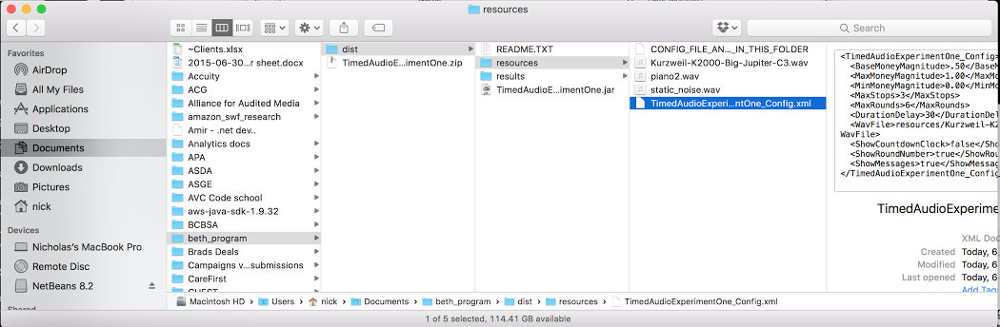 resources
Search
Favorites
AirDrop
All My Files
Applications
Desktop
Documents
Downloads
Pictures
nick
Devices
Nicholas's MacBook Pro
Remote Disc
NetBeans 8.2
Shared
~Clients.xlsx
2015-06-30...r sheet.docx
Accuity
ACG
Alliance for Audited Media
amazon_swf_research
Amir - .net dev..
Analytics docs
APA
ASDA
ASGE
AVC Code school
aws-java-sdk-1.9.32
BCBSA
beth_program
Brads Deals
Campaigns v...submissions
CareFirst
dist
TimedAudioE...imentOne.zip
README.TXT
resources
results
TimedAudioE...imentOne.jar
CONFIG_FILE_AN..._IN_THIS_FOLDER
Kurzweil-K2000-Big-Jupiter-C3.wav
piano2.wav
static_noise.wav
TimedAudioExperi...ntOne_Config.xml
<TimedAudioExperimentOne_Config>
<BaseMoneyMagnitude>.50</BaseM
<MaxMoneyMagnitude>1.00</MaxMo
<MinMoneyMagnitude>0.00</MinMo
<MaxStops>3</MaxStops>
<MaxRounds>6</MaxRounds>
<DurationDelay>30</DurationDel
<WavFile>resources/Kurzweil-K2
WavFile>
<ShowCountdownClock>false</Sho
<ShowRoundNumber>true</ShowRou
<ShowMessages>true</ShowMessag
</TimedAudioExperimentOne_Config
TimedAudioExperime
XML Doc
Created Today, 6
Modified Today, 6
Last opened Today, 6
Add Tags
Macintosh HD Users nick Documents beth_program dist resources TimedAudioExperimentOne_Config.xml
1 of 5 selected, 114.41 GB available